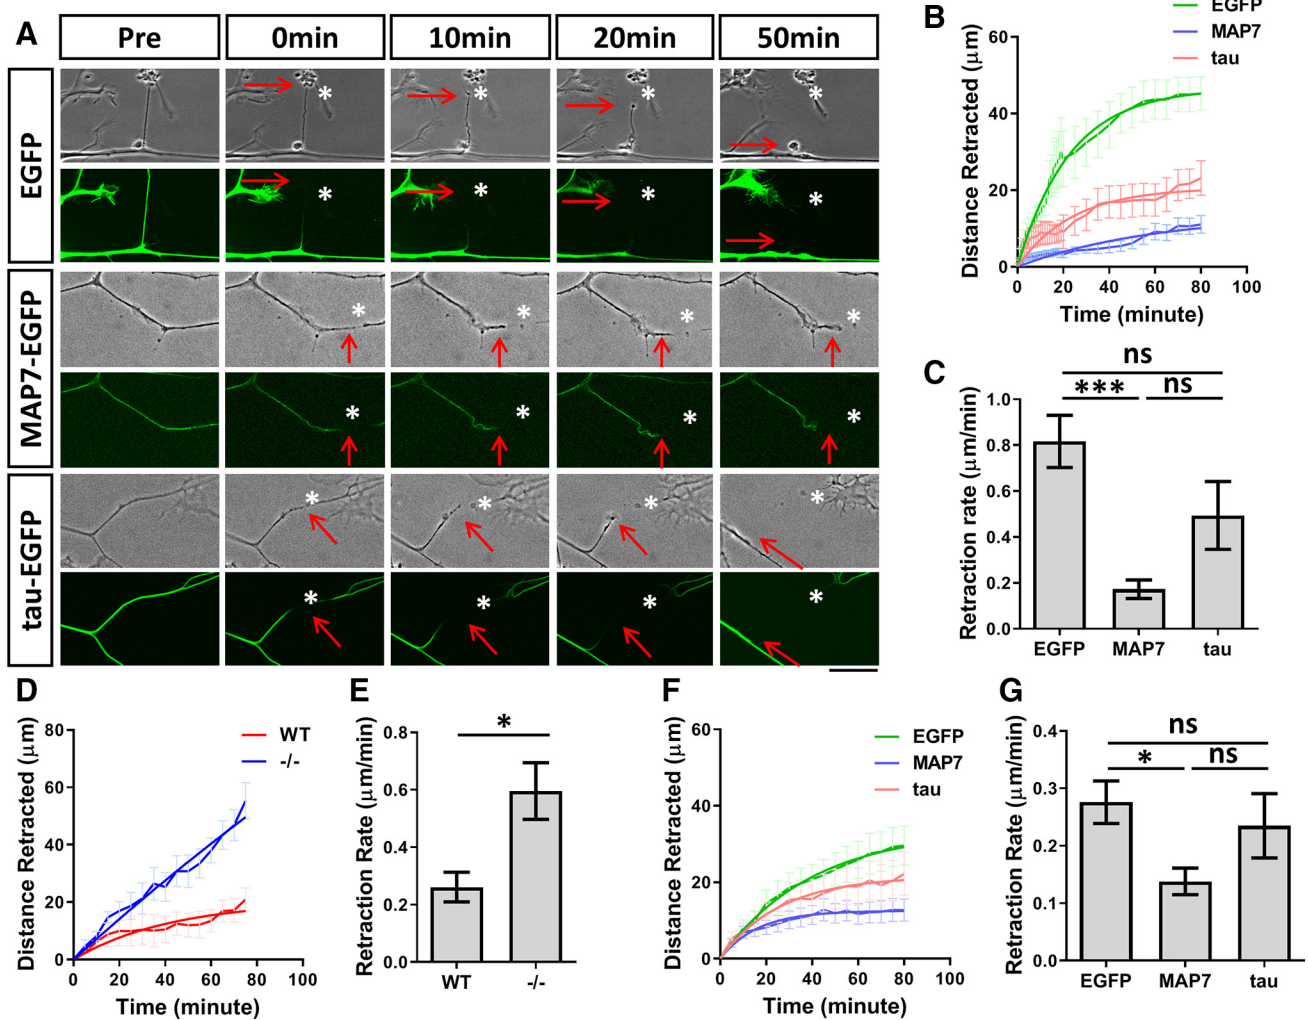 A
Pre
0min
10min
20min
50min
EGFP
*
*
*
*
*
*
*
*
MAP7-EGFP
*
*
*
*
*
*
*
*
tau-EGFP
*
*
*
*
*
*
*
*
B
EGFP
MAP7
tau
Distance Retracted (μm)
60
40
20
0
0 20 40 60 80 100
Time (minute)
C
ns
*** ns
Retraction rate (μm/min)
1.0
0.8
0.6
0.4
0.2
0.0
EGFP MAP7 tau
D
WT
-/-
Distance Retracted (μm)
80
60
40
20
0
0 20 40 60 80 100
Time (minute)
E
*
Retraction Rate (μm/min)
0.8
0.6
0.4
0.2
0.0
WT -/-
F
EGFP
MAP7
tau
Distance Retracted (μm)
60
40
20
0
0 20 40 60 80 100
Time (minute)
G
ns
* ns
Retraction Rate (μm/min)
0.4
0.3
0.2
0.1
0.0
EGFP MAP7 tau